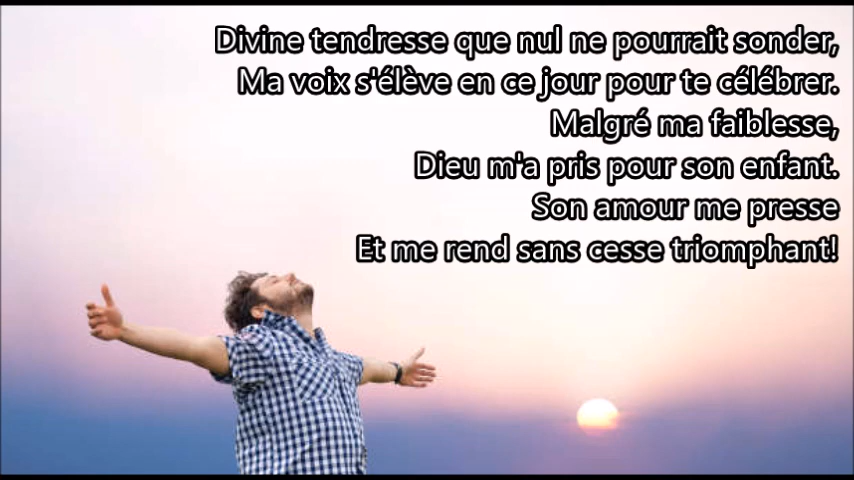 Divine tendresse que nul ne pourrait sonder,
Ma voix s'élève en ce jour pour te célébrer.
Malgré ma faiblesse,
Dieu m'a pris pour son enfant.
Son amour me presse
Et me rend sans cesse triomphant!